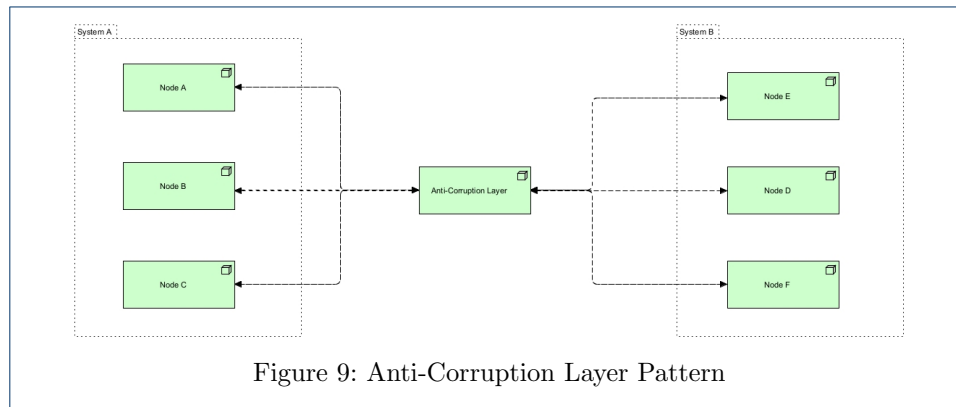 System A
System B
Node A
Node E
Node B
Anti-Corruption Layer
Node D
Node C
Node F
Figure 9: Anti-Corruption Layer Pattern